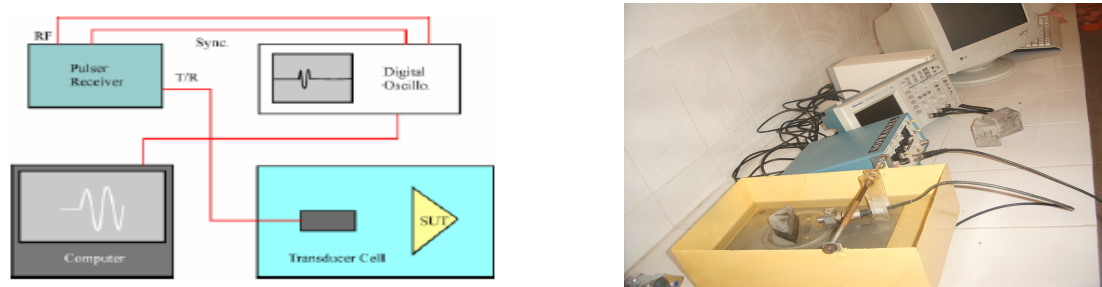 RF
Sync.
Pulser
Receiver
T/R
Digital
Oscillo.
SUT
Transducer Cell
Computer